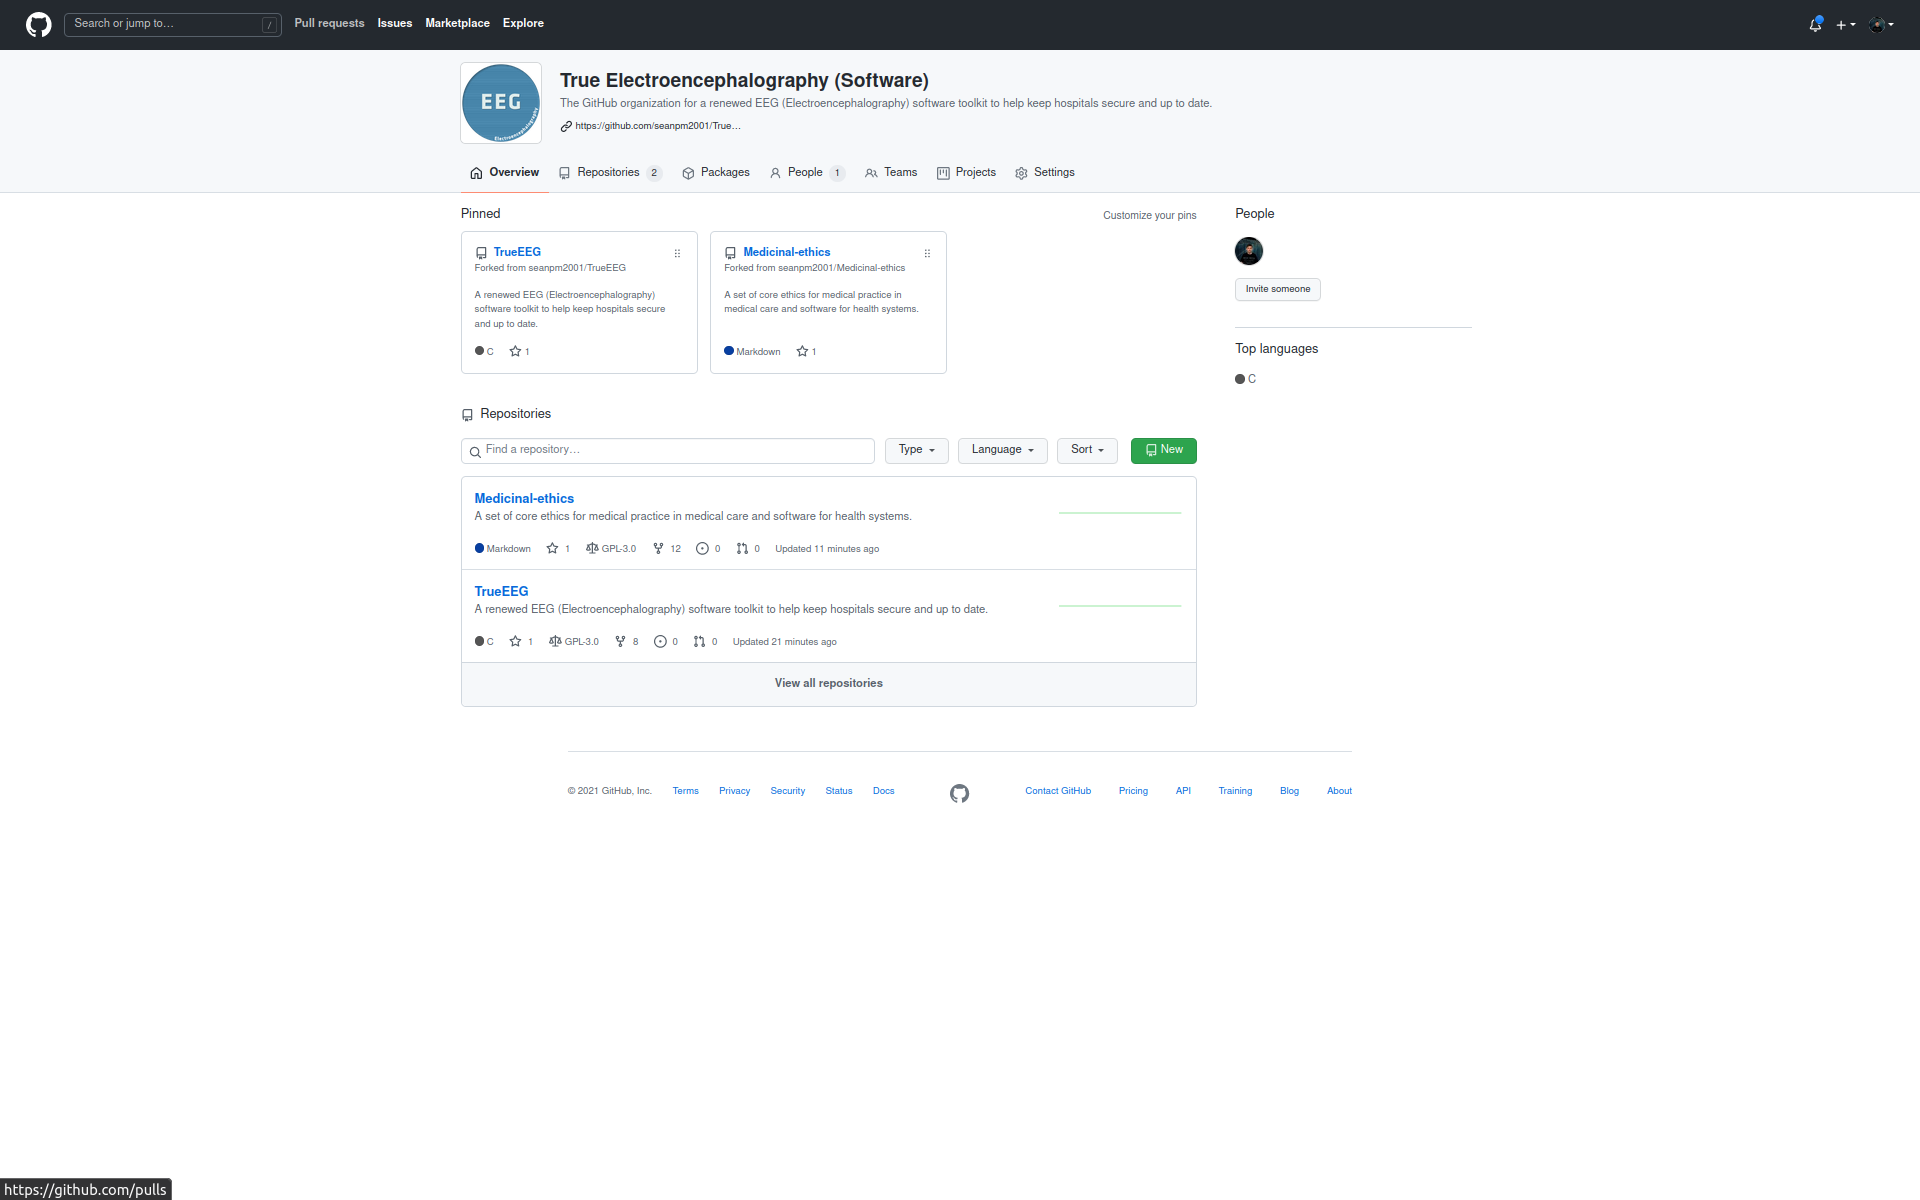 Search or jump to... /
Pull requests Issues Marketplace Explore
EEG
Electroencephalography
True Electroencephalography (Software)
The GitHub organization for a renewed EEG (Electroencephalography) software toolkit to help keep hospitals secure and up to date.
https://github.com/seanpm2001/True...
Overview Repositories 2 Packages People 1 Teams Projects Settings
Pinned
Customize your pins
TrueEEG
Forked from seanpm2001/TrueEEG
A renewed EEG (Electroencephalography)
software toolkit to help keep hospitals secure
and up to date.
C 1
Medicinal-ethics
Forked from seanpm2001/Medicinal-ethics
A set of core ethics for medical practice in
medical care and software for health systems.
Markdown 1
Repositories
Find a repository...
Type Language Sort New
Medicinal-ethics
A set of core ethics for medical practice in medical care and software for health systems.
Markdown 1 GPL-3.0 12 0 0 Updated 11 minutes ago
TrueEEG
A renewed EEG (Electroencephalography) software toolkit to help keep hospitals secure and up to date.
C 1 GPL-3.0 8 0 0 Updated 21 minutes ago
View all repositories
People
Invite someone
Top languages
C
© 2021 GitHub, Inc. Terms Privacy Security Status Docs Contact GitHub Pricing API Training Blog About
https://github.com/pulls